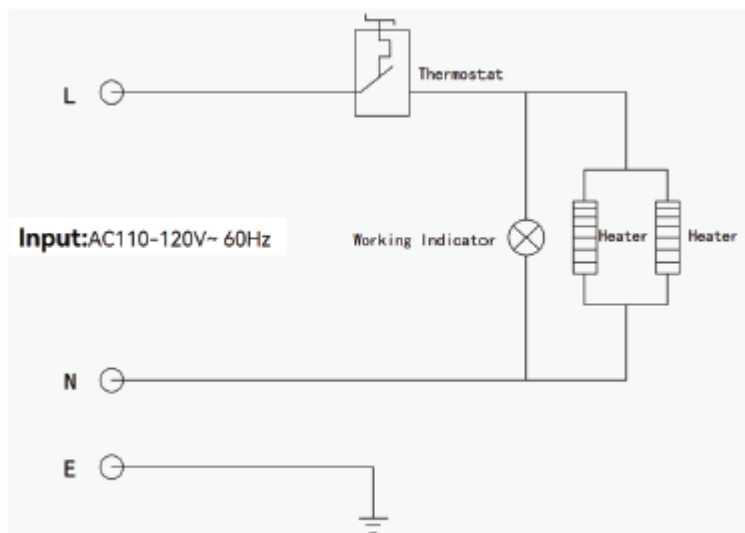 Thermostat
L
Input:AC110-120V~ 60Hz
Working Indicator
Heater
Heater
N
E